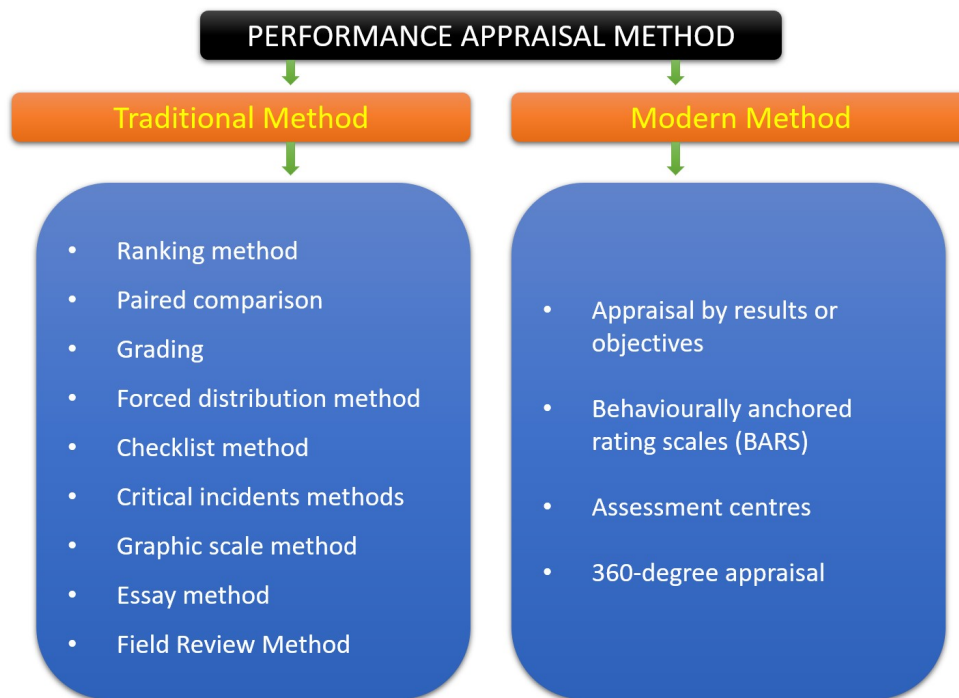 PERFORMANCE APPRAISAL METHOD
Traditional Method
Modern Method
• Ranking method
• Paired comparison
• Grading
• Forced distribution method
• Checklist method
• Critical incidents methods
• Graphic scale method
• Essay method
• Field Review Method
• Appraisal by results or
objectives
• Behaviourally anchored
rating scales (BARS)
• Assessment centres
• 360-degree appraisal